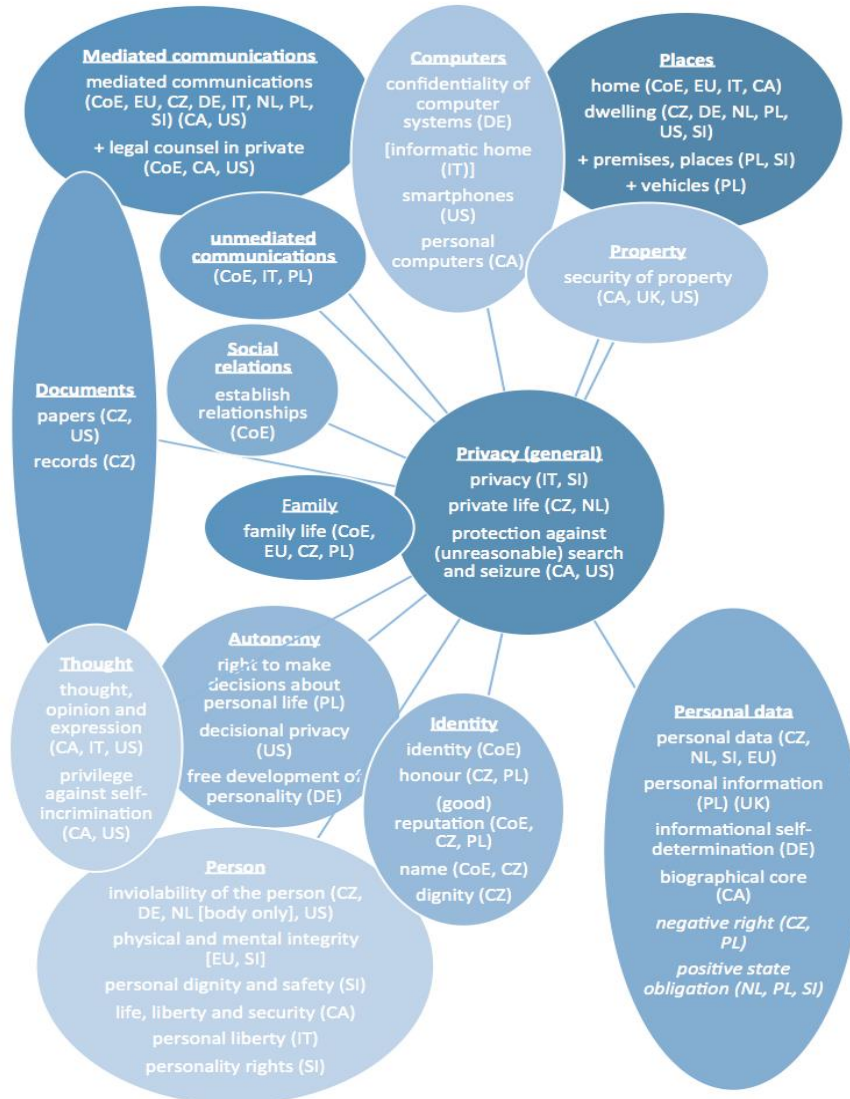 Mediated communications
mediated communications
(CoE, EU, CZ, DE, IT, NL, PL,
SI) (CA, US)
+ legal counsel in private
(CoE, CA, US)
Computers
confidentiality of
computer
systems (DE)
[informatic home
(IT)]
smartphones
(US)
personal
computers (CA)
Places
home (CoE, EU, IT, CA)
dwelling (CZ, DE, NL, PL,
US, SI)
+ premises, places (PL, SI)
+ vehicles (PL)
unmediated
communications
(CoE, IT, PL)
Property
security of property
(CA, UK, US)
Social
relations
establish
relationships
(CoE)
Documents
papers (CZ,
US)
records (CZ)
Privacy (general)
privacy (IT, SI)
private life (CZ, NL)
protection against
(unreasonable) search
and seizure (CA, US)
Family
family life (CoE,
EU, CZ, PL)
Thought
thought,
opinion and
expression
(CA, IT, US)
privilege
against self-
incrimination
(CA, US)
Autonomy
right to make
decisions about
personal life (PL)
decisional privacy
(US)
free development of
personality (DE)
Identity
identity (CoE)
honour (CZ, PL)
(good)
reputation (CoE,
CZ, PL)
name (CoE, CZ)
dignity (CZ)
Personal data
personal data (CZ,
NL, SI, EU)
personal information
(PL) (UK)
informational self-
determination (DE)
biographical core
(CA)
negative right (CZ,
PL)
positive state
obligation (NL, PL, SI)
Person
inviolability of the person (CZ,
DE, NL [body only], US)
physical and mental integrity
[EU, SI]
personal dignity and safety (SI)
life, liberty and security (CA)
personal liberty (IT)
personality rights (SI)